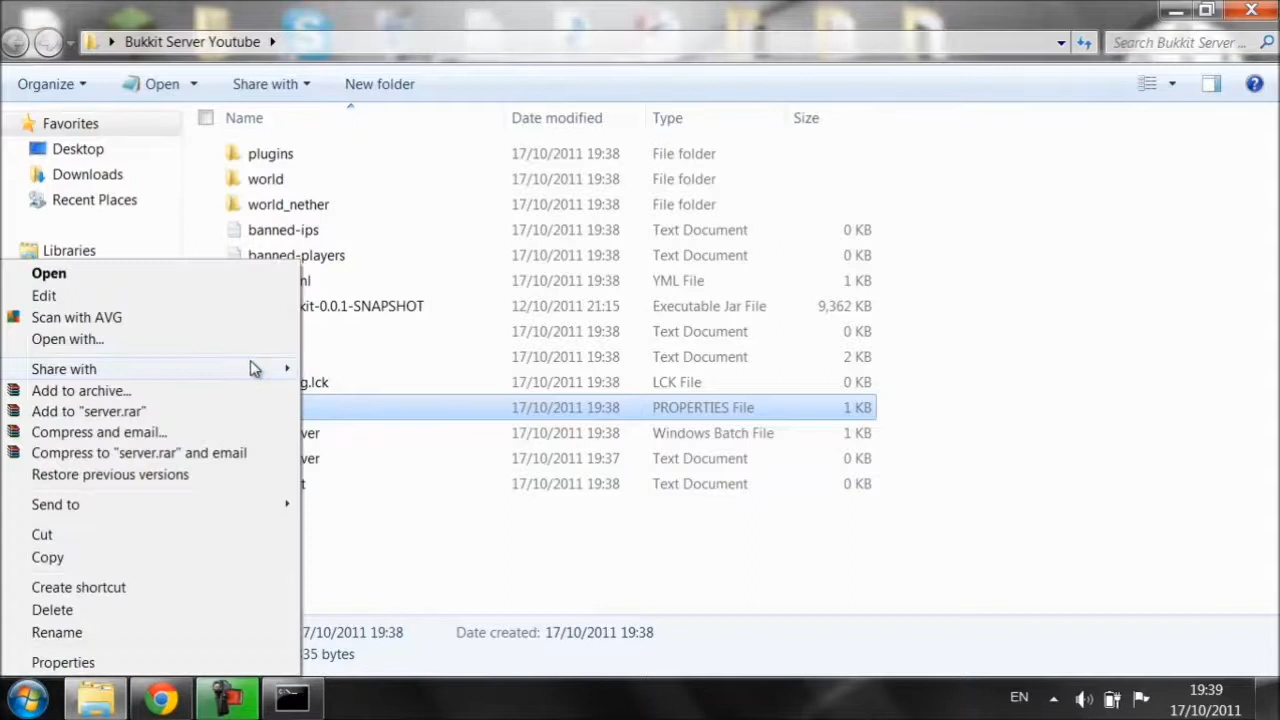 Bukkit Server Youtube
Search Bukkit Server ...
Organize
Open
Share with
New folder
Name
Date modified
Type
Size
Favorites
Desktop
Downloads
Recent Places
Libraries
plugins 17/10/2011 19:38 File folder
world 17/10/2011 19:38 File folder
world_nether 17/10/2011 19:38 File folder
banned-ips 17/10/2011 19:38 Text Document 0 KB
banned-players 17/10/2011 19:38 Text Document 0 KB
17/10/2011 19:38 YML File 1 KB
kit-0.0.1-SNAPSHOT 12/10/2011 21:15 Executable Jar File 9,362 KB
17/10/2011 19:38 Text Document 0 KB
17/10/2011 19:38 Text Document 2 KB
g.lck 17/10/2011 19:38 LCK File 0 KB
17/10/2011 19:38 PROPERTIES File 1 KB
ver 17/10/2011 19:38 Windows Batch File 1 KB
ver 17/10/2011 19:37 Text Document 0 KB
t 17/10/2011 19:38 Text Document 0 KB
Open
Edit
Scan with AVG
Open with...
Share with
Add to archive...
Add to "server.rar"
Compress and email...
Compress to "server.rar" and email
Restore previous versions
Send to
Cut
Copy
Create shortcut
Delete
Rename
Properties
7/10/2011 19:38 Date created: 17/10/2011 19:38
35 bytes
EN
19:39
17/10/2011